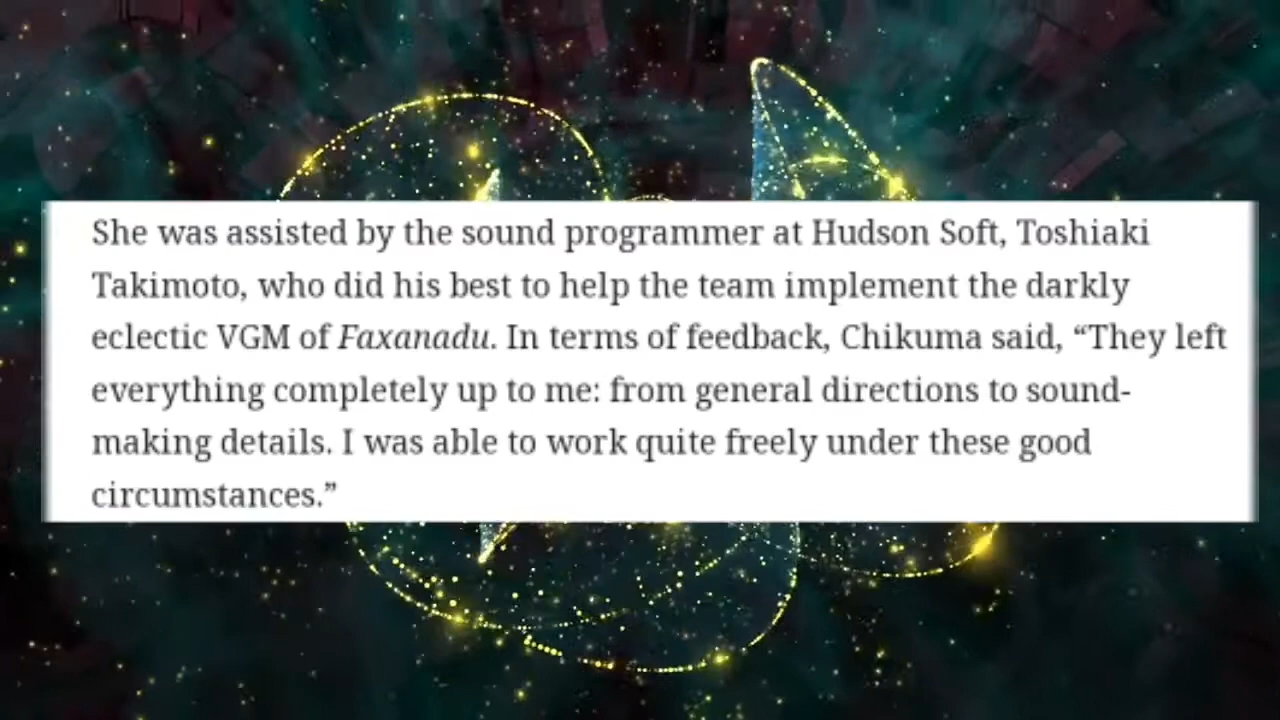 She was assisted by the sound programmer at Hudson Soft, Toshiaki
Takimoto, who did his best to help the team implement the darkly
eclectic VGM of Faxanadu. In terms of feedback, Chikuma said, “They left
everything completely up to me: from general directions to sound-
making details. I was able to work quite freely under these good
circumstances.”